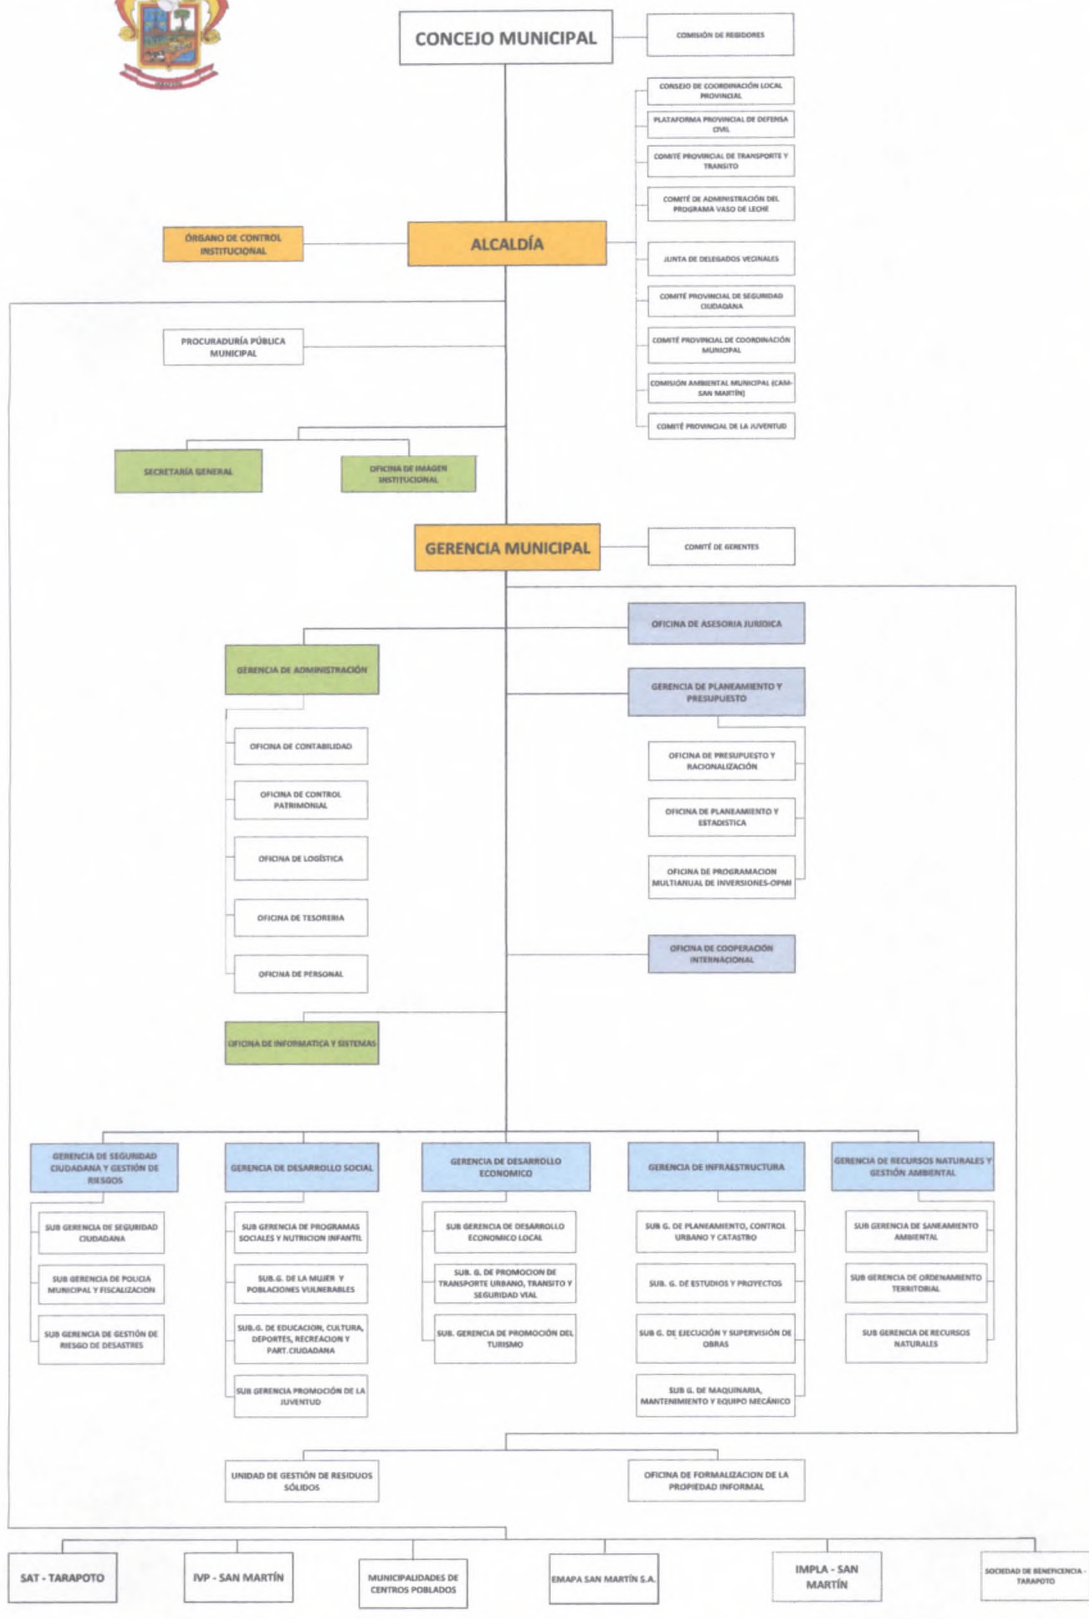 CONCEJO MUNICIPAL
COMISIÓN DE REGIDORES
CONSEJO DE COORDINACIÓN LOCAL
PROVINCIAL
PLATAFORMA PROVINCIAL DE DEFENSA
CIVIL
COMITÉ PROVINCIAL DE TRANSPORTE Y
TRANSITO
COMITÉ DE ADMINISTRACIÓN DEL
PROGRAMA VASO DE LECHE
ÓRGANO DE CONTROL
INSTITUCIONAL
ALCALDÍA
JUNTA DE DELEGADOS VECINALES
COMITÉ PROVINCIAL DE SEGURIDAD
CIUDADANA
PROCURADURÍA PÚBLICA
MUNICIPAL
COMITÉ PROVINCIAL DE COORDINACIÓN
MUNICIPAL
COMISIÓN AMBIENTAL MUNICIPAL (CAM-
SAN MARTÍN)
COMITÉ PROVINCIAL DE LA JUVENTUD
SECRETARÍA GENERAL
OFICINA DE IMAGEN
INSTITUCIONAL
GERENCIA MUNICIPAL
COMITÉ DE GERENTES
OFICINA DE ASESORIA JURIDICA
GERENCIA DE ADMINISTRACIÓN
GERENCIA DE PLANEAMIENTO Y
PRESUPUESTO
OFICINA DE CONTABILIDAD
OFICINA DE CONTROL
PATRIMONIAL
OFICINA DE LOGÍSTICA
OFICINA DE TESORERIA
OFICINA DE PERSONAL
OFICINA DE PRESUPUESTO Y
RACIONALIZACIÓN
OFICINA DE PLANEAMIENTO Y
ESTADISTICA
OFICINA DE PROGRAMACION
MULTIANUAL DE INVERSIONES-OPMI
OFICINA DE COOPERACIÓN
INTERNACIONAL
OFICINA DE INFORMATICA Y SISTEMAS
GERENCIA DE SEGURIDAD
CIUDADANA Y GESTIÓN DE
RIESGOS
SUB GERENCIA DE SEGURIDAD
CIUDADANA
SUB GERENCIA DE POLICIA
MUNICIPAL Y FISCALIZACION
SUB GERENCIA DE GESTIÓN DE
RIESGO DE DESASTRES
GERENCIA DE DESARROLLO SOCIAL
SUB GERENCIA DE PROGRAMAS
SOCIALES Y NUTRICION INFANTIL
SUB.G. DE LA MUJER Y
POBLACIONES VULNERABLES
SUB.G. DE EDUCACION, CULTURA,
DEPORTES, RECREACION Y
PART.CIUDADANA
SUB GERENCIA PROMOCIÓN DE LA
JUVENTUD
GERENCIA DE DESARROLLO
ECONOMICO
SUB GERENCIA DE DESARROLLO
ECONOMICO LOCAL
SUB. G. DE PROMOCION DE
TRANSPORTE URBANO, TRANSITO Y
SEGURIDAD VIAL
SUB. GERENCIA DE PROMOCIÓN DEL
TURISMO
GERENCIA DE INFRAESTRUCTURA
SUB G. DE PLANEAMIENTO, CONTROL
URBANO Y CATASTRO
SUB. G. DE ESTUDIOS Y PROYECTOS
SUB G. DE EJECUCIÓN Y SUPERVISIÓN DE
OBRAS
SUB G. DE MAQUINARIA,
MANTENIMIENTO Y EQUIPO MECÁNICO
GERENCIA DE RECURSOS NATURALES Y
GESTIÓN AMBIENTAL
SUB GERENCIA DE SANEAMIENTO
AMBIENTAL
SUB GERENCIA DE ORDENAMIENTO
TERRITORIAL
SUB GERENCIA DE RECURSOS
NATURALES
UNIDAD DE GESTIÓN DE RESIDUOS
SÓLIDOS
OFICINA DE FORMALIZACION DE LA
PROPIEDAD INFORMAL
SAT - TARAPOTO
IVP - SAN MARTÍN
MUNICIPALIDADES DE
CENTROS POBLADOS
EMAPA SAN MARTÍN S.A.
IMPLA - SAN
MARTÍN
SOCIEDAD DE BENEFICENCIA -
TARAPOTO